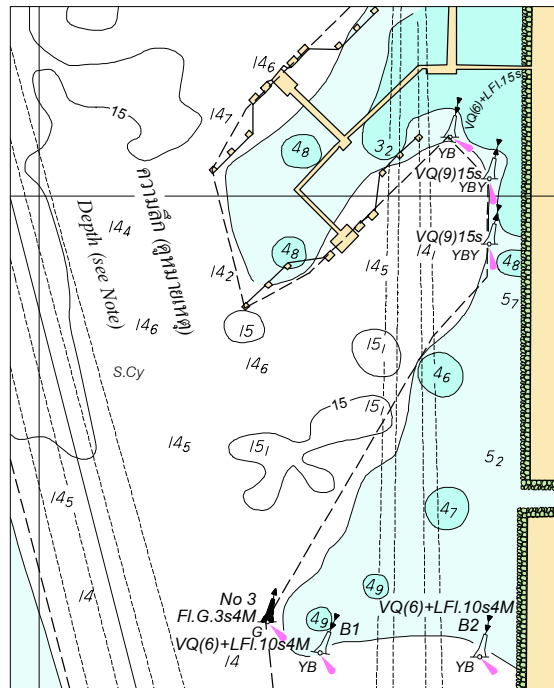 14₆
15
14₇
4₈
3₂
VQ(6)+LFl.15s
YB
VQ(9)15s
YBY
VQ(9)15s
YBY
ความลึก (ดูหมายเหตุ)
Depth (see Note)
14₄
14₂
4₈
14₅
14
4₈
5₇
14₆
15
14₆
15₁
S.Cy
4₆
15
15₁
14₅
15₁
5₂
14₅
4₇
14
4₉
No 3
Fl.G.3s4M
G
4₉
B1
VQ(6)+LFl.10s4M
B2
VQ(6)+LFl.10s4M
14
YB
YB